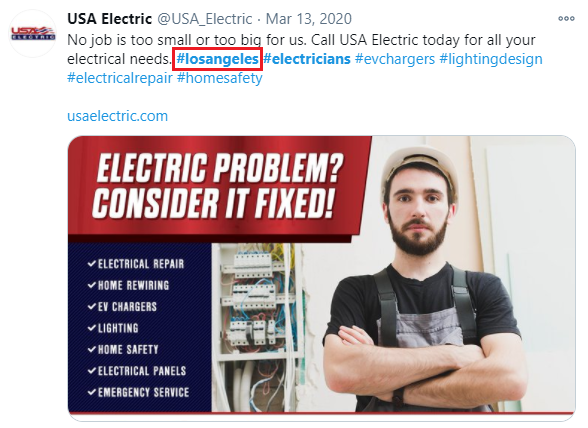 USA ELECTRIC
USA Electric @USA_Electric · Mar 13, 2020
No job is too small or too big for us. Call USA Electric today for all your
electrical needs. #losangeles #electricians #evchargers #lightingdesign
#electricalrepair #homesafety
usaelectric.com
ELECTRIC PROBLEM?
CONSIDER IT FIXED!
ELECTRICAL REPAIR
HOME REWIRING
EV CHARGERS
LIGHTING
HOME SAFETY
ELECTRICAL PANELS
EMERGENCY SERVICE